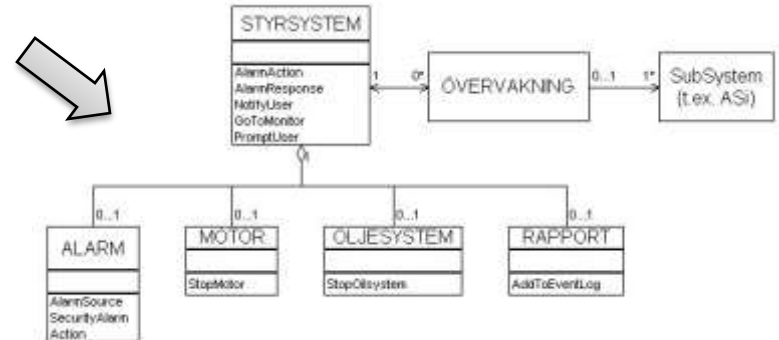 STYRSYSTEM
AlarmAction
AlarmResponse
NotifyUser
GoToMonitor
PromptUser
1
0*
ÖVERVAKNING
0...1
1*
SubSystem
(t.ex. ASi)
1
0...1
0...1
0...1
0...1
ALARM
AlarmSource
SecurityAlarm
Action
MOTOR
StopMotor
OLJESYSTEM
StopOilsystem
RAPPORT
AddToEventLog